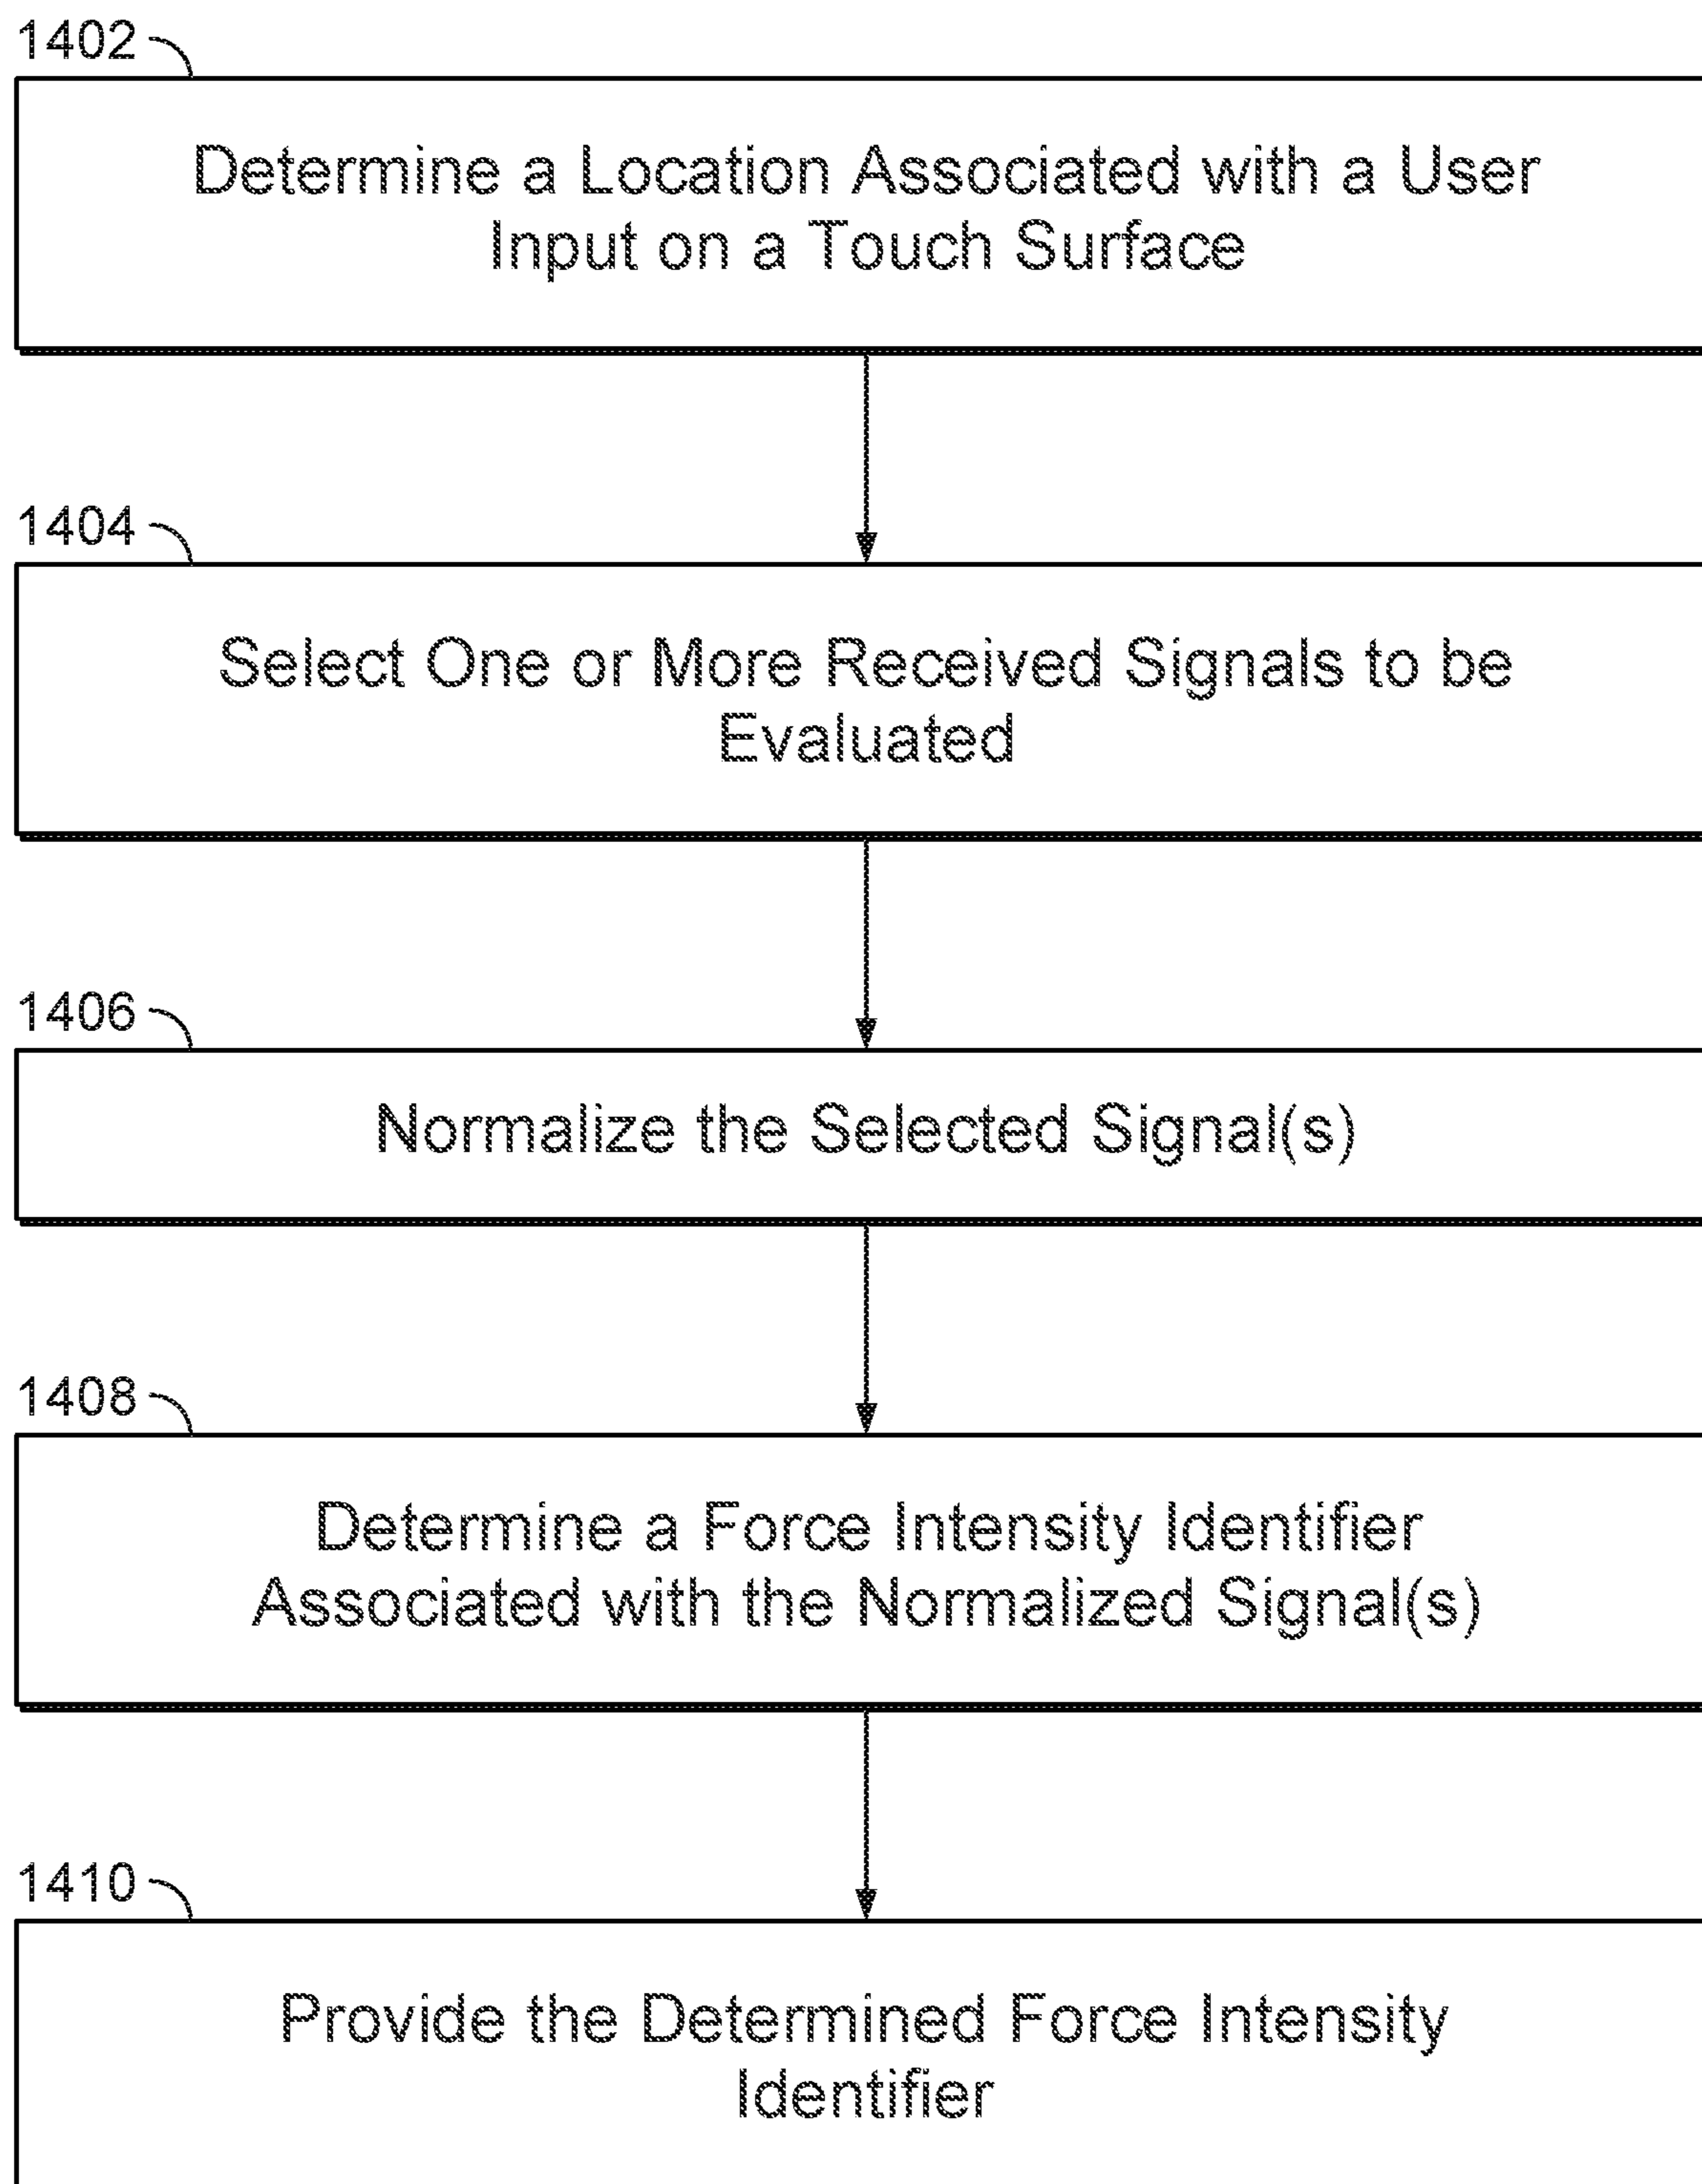 1402
Determine a Location Associated with a User
Input on a Touch Surface
1404
Select One or More Received Signals to be
Evaluated
1406
Normalize the Selected Signal(s)
1408
Determine a Force Intensity Identifier
Associated with the Normalized Signal(s)
1410
Provide the Determined Force Intensity
Identifier